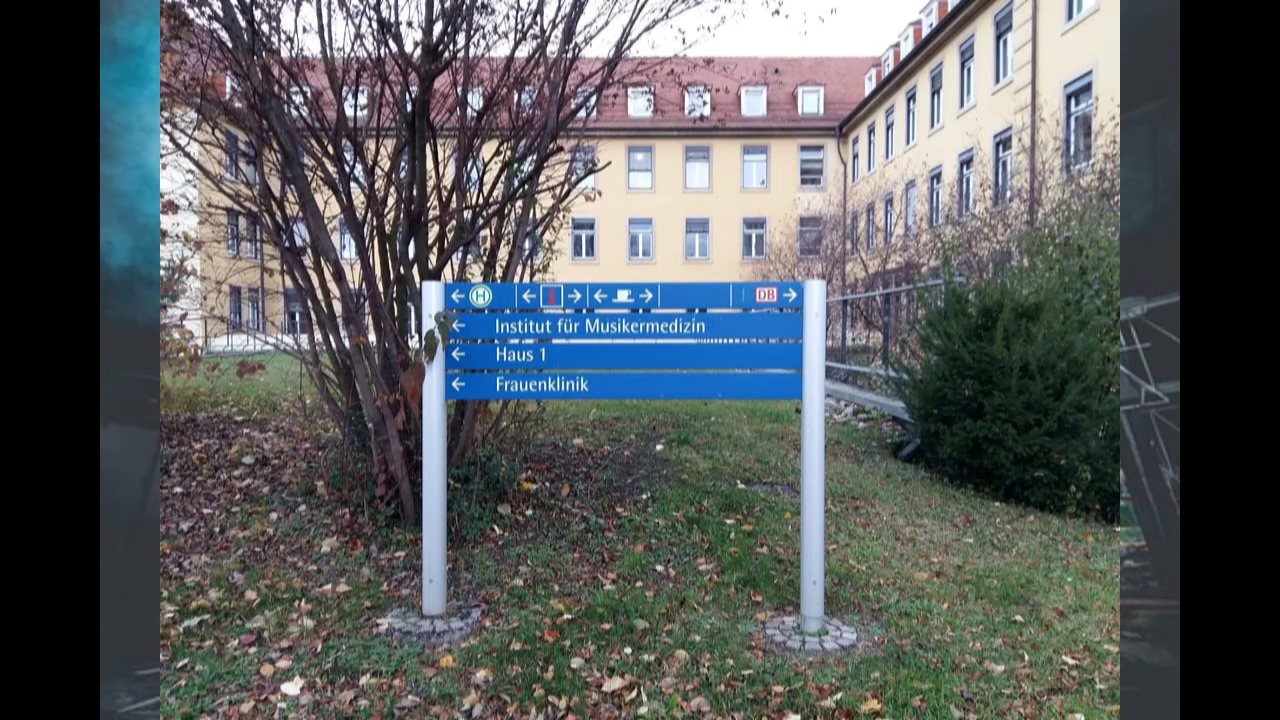 ← H ← → ← → DB →
← Institut für Musikermedizin
← Haus 1
← Frauenklinik